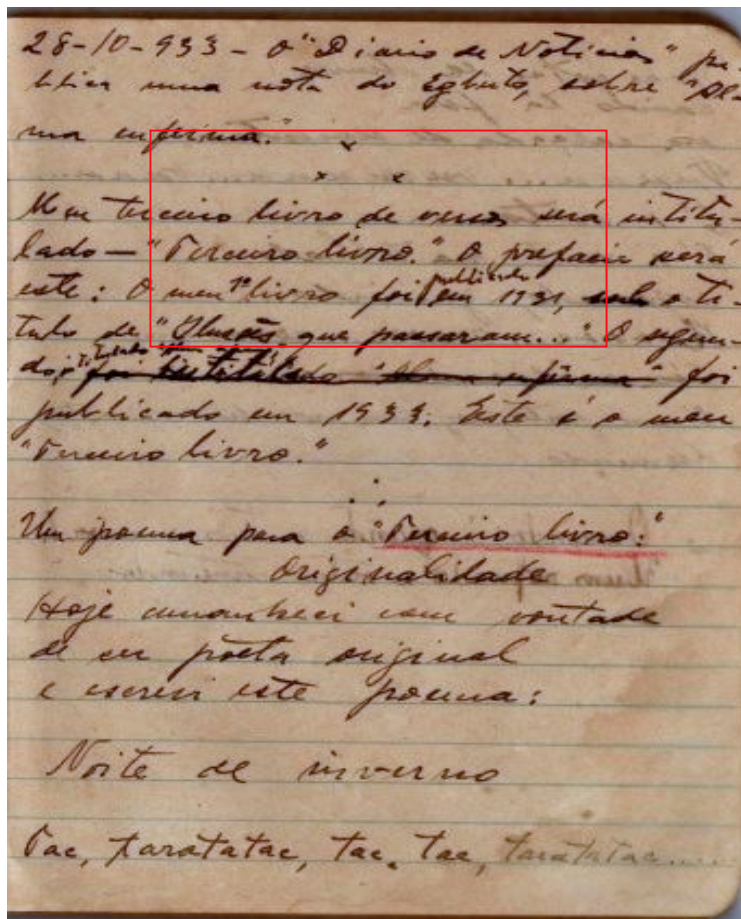 28-10-933 - O "Diario de Noticias" pu-
blica uma nota do Egberto, sobre "Al-
ma enferma."
x
x x
Meu terceiro livro de versos será intitu-
lado — "Terceiro livro." O prefacio será
este: O meu 1º livro foi publicado em 1931, sob o ti-
tulo de "Illusões que passaram..." O segun-
do, foi intitulado "Alma enferma" foi
publicado em 1933. Este é o meu
"Terceiro livro."
Um poema para o "Terceiro livro:"
Originalidade
Hoje amanheci com vontade
de ser poeta original
e escrevi este poema:
Noite de inverno
Tac, taratatac, tac, tac, taratatac....